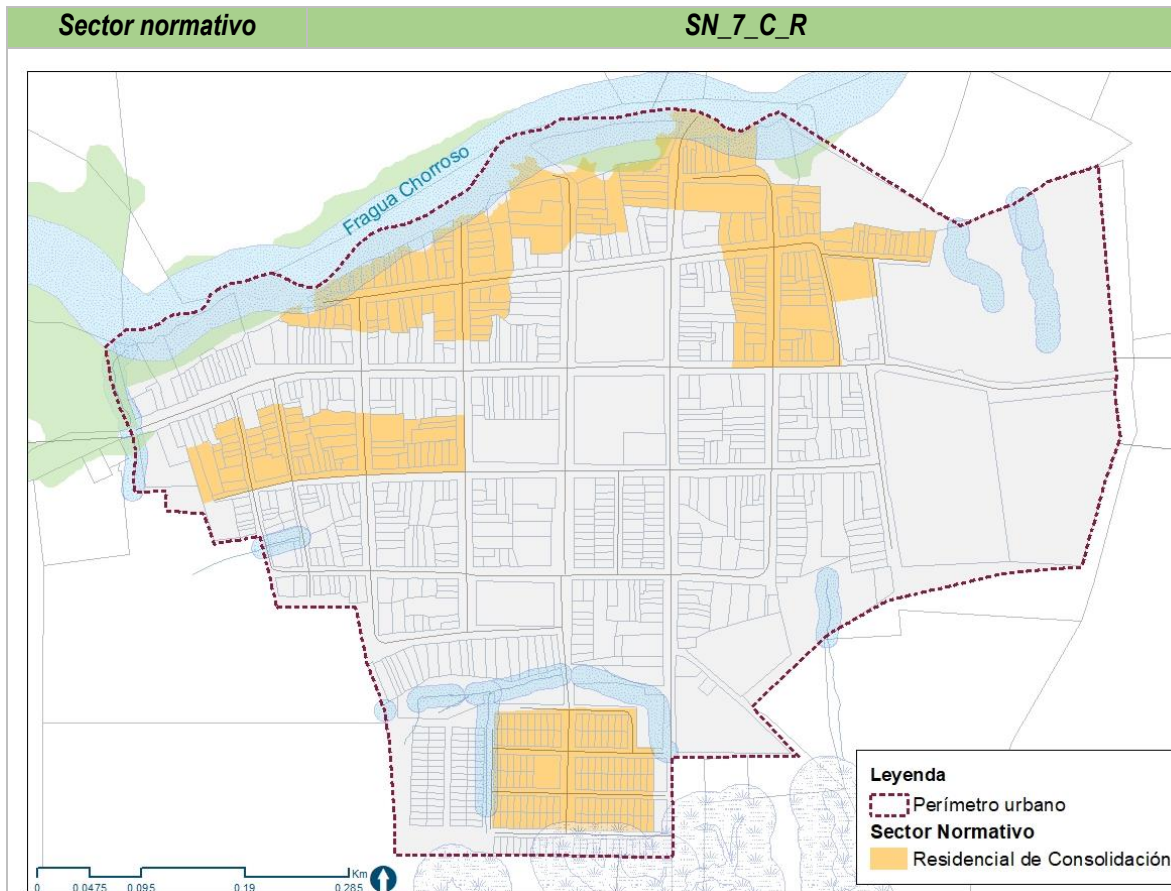 Sector normativo SN_7_C_R
Fragua Chorroso
Leyenda
Perímetro urbano
Sector Normativo
Residencial de Consolidación
Km
0 0.0475 0.095 0.19 0.285